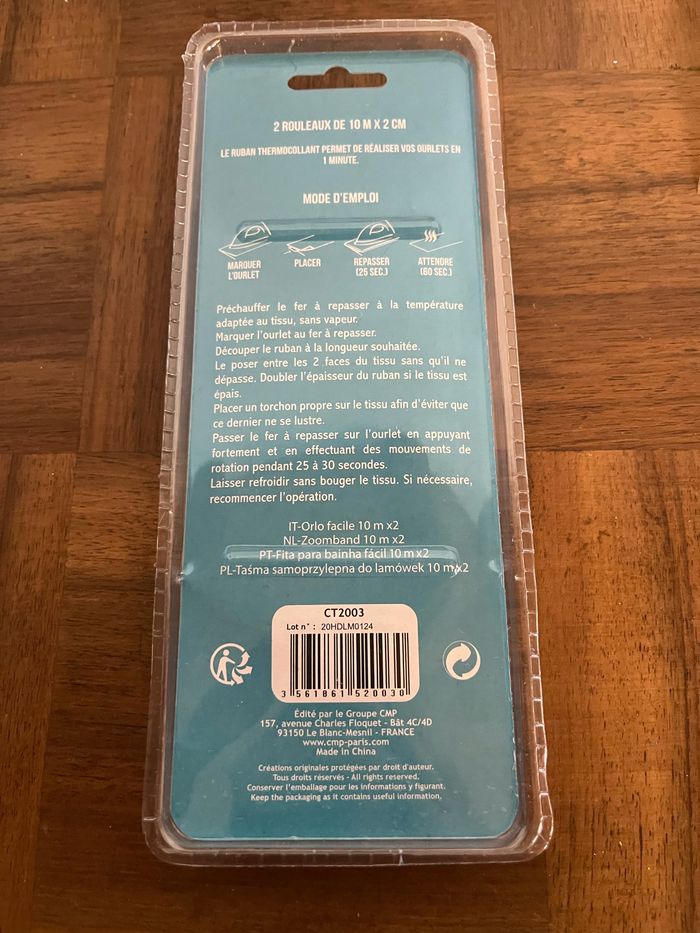 2 ROULEAUX DE 10 M X 2 CM
LE RUBAN THERMOCOLLANT PERMET DE RÉALISER VOS OURLETS EN
1 MINUTE.
MODE D'EMPLOI
MARQUER
L'OURLET
PLACER
REPASSER
(25 SEC.)
ATTENDRE
(60 SEC.)
Préchauffer le fer à repasser à la température
adaptée au tissu, sans vapeur.
Marquer l'ourlet au fer à repasser.
Découper le ruban à la longueur souhaitée.
Le poser entre les 2 faces du tissu sans qu'il ne
dépasse. Doubler l'épaisseur du ruban si le tissu est
épais.
Placer un torchon propre sur le tissu afin d'éviter que
ce dernier ne se lustre.
Passer le fer à repasser sur l'ourlet en appuyant
fortement et en effectuant des mouvements de
rotation pendant 25 à 30 secondes.
Laisser refroidir sans bouger le tissu. Si nécessaire,
recommencer l'opération.
IT-Orlo facile 10 m x2
NL-Zoomband 10 m x2
PT-Fita para bainha fácil 10 m x2
PL-Taśma samoprzylepna do lamówek 10 m x2
CT2003
Lot n° : 20HDLM0124
3 561861 520030
Édité par le Groupe CMP
157, avenue Charles Floquet - Bât 4C/4D
93150 Le Blanc-Mesnil - FRANCE
www.cmp-paris.com
Made in China
Créations originales protégées par droit d'auteur.
Tous droits réservés - All rights reserved.
Conserver l'emballage pour les informations y figurant.
Keep the packaging as it contains useful information.